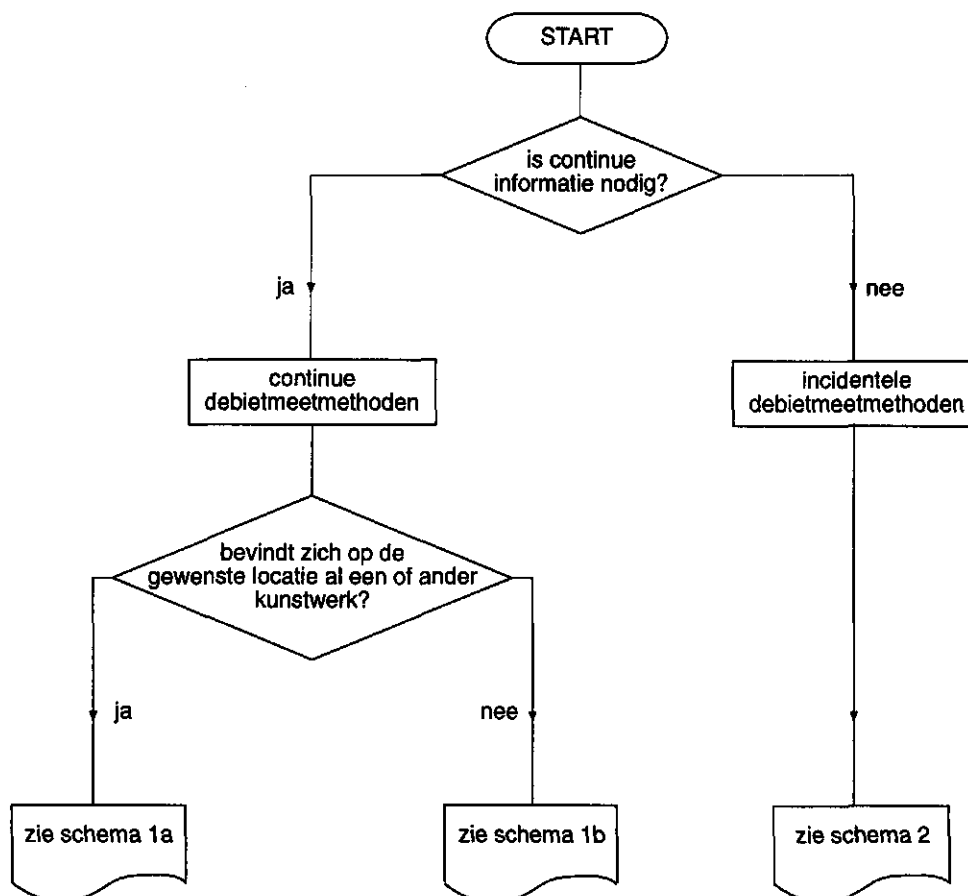 START
is continue
informatie nodig?
ja
nee
continue
debietmeetmethoden
incidentele
debietmeetmethoden
bevindt zich op de
gewenste locatie al een of ander
kunstwerk?
ja
nee
zie schema 1a
zie schema 1b
zie schema 2